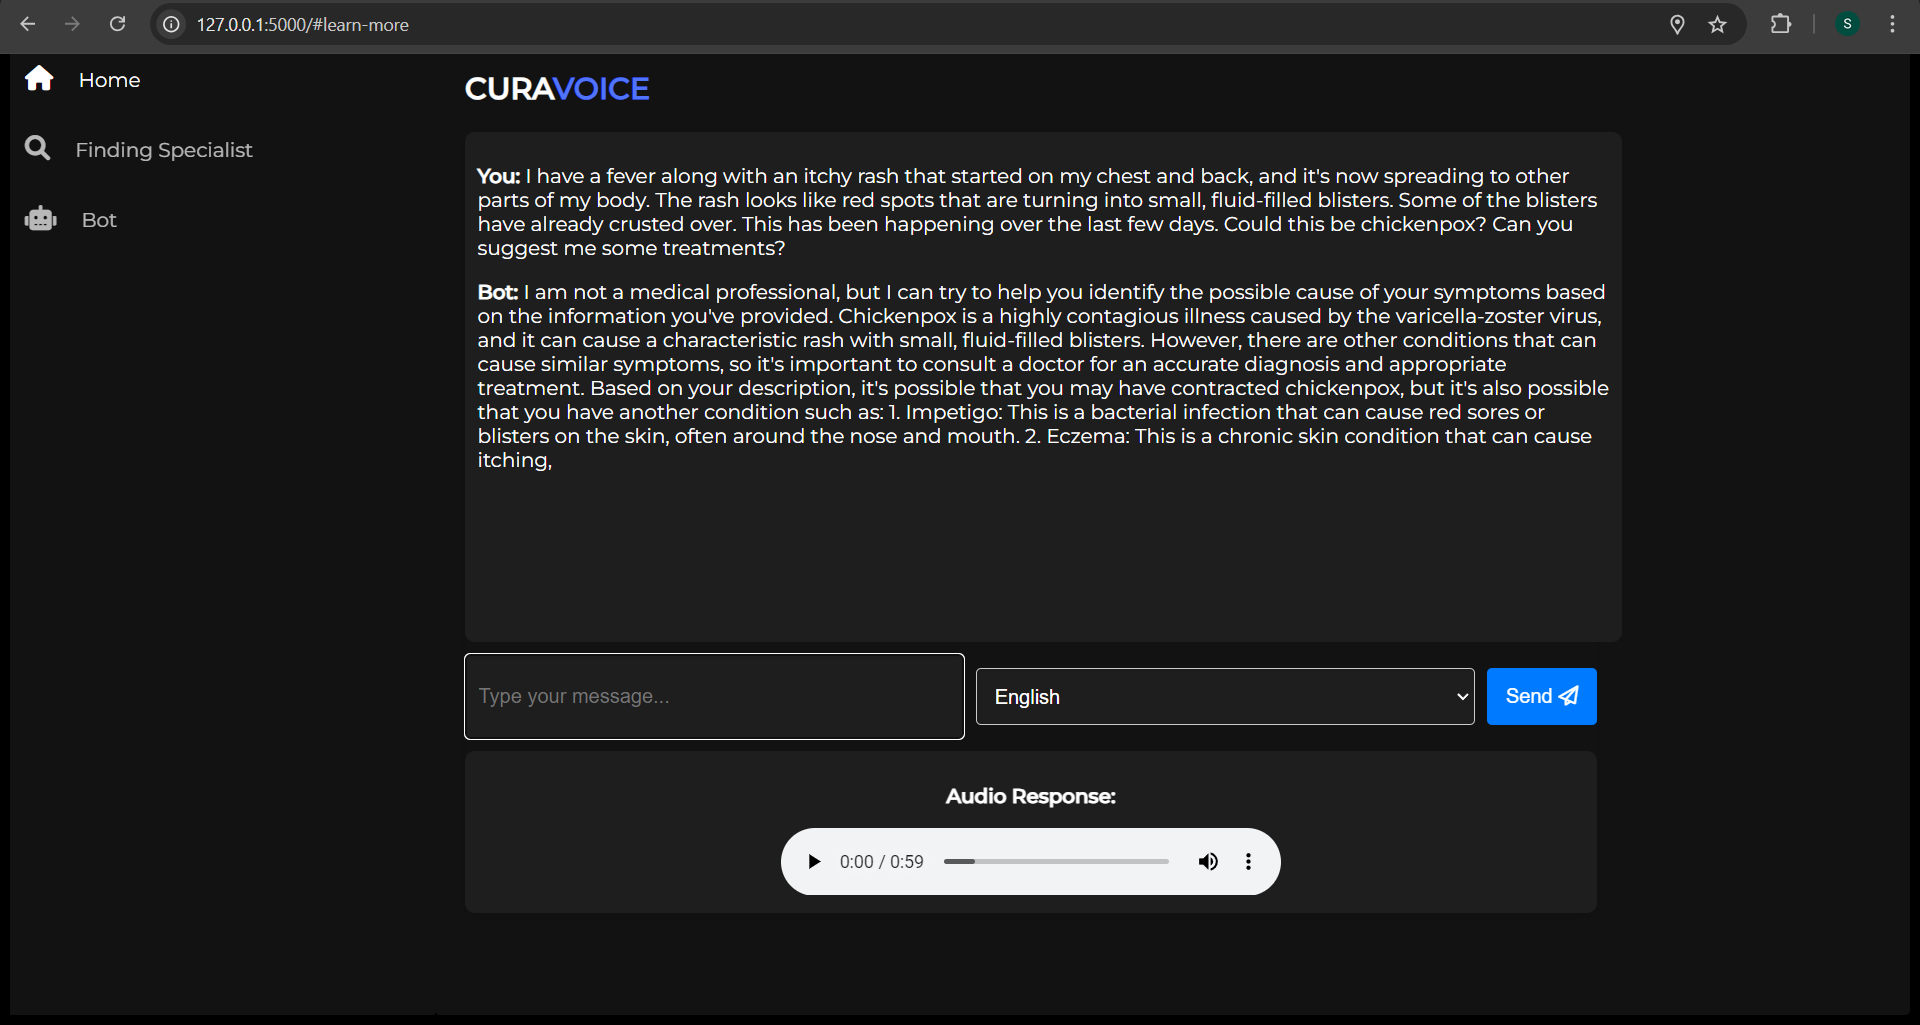 127.0.0.1:5000/#learn-more
S
Home
Finding Specialist
Bot
CURAVOICE
You: I have a fever along with an itchy rash that started on my chest and back, and it's now spreading to other
parts of my body. The rash looks like red spots that are turning into small, fluid-filled blisters. Some of the blisters
have already crusted over. This has been happening over the last few days. Could this be chickenpox? Can you
suggest me some treatments?
Bot: I am not a medical professional, but I can try to help you identify the possible cause of your symptoms based
on the information you've provided. Chickenpox is a highly contagious illness caused by the varicella-zoster virus,
and it can cause a characteristic rash with small, fluid-filled blisters. However, there are other conditions that can
cause similar symptoms, so it's important to consult a doctor for an accurate diagnosis and appropriate
treatment. Based on your description, it's possible that you may have contracted chickenpox, but it's also possible
that you have another condition such as: 1. Impetigo: This is a bacterial infection that can cause red sores or
blisters on the skin, often around the nose and mouth. 2. Eczema: This is a chronic skin condition that can cause
itching,
Type your message...
English
Send
Audio Response:
0:00 / 0:59